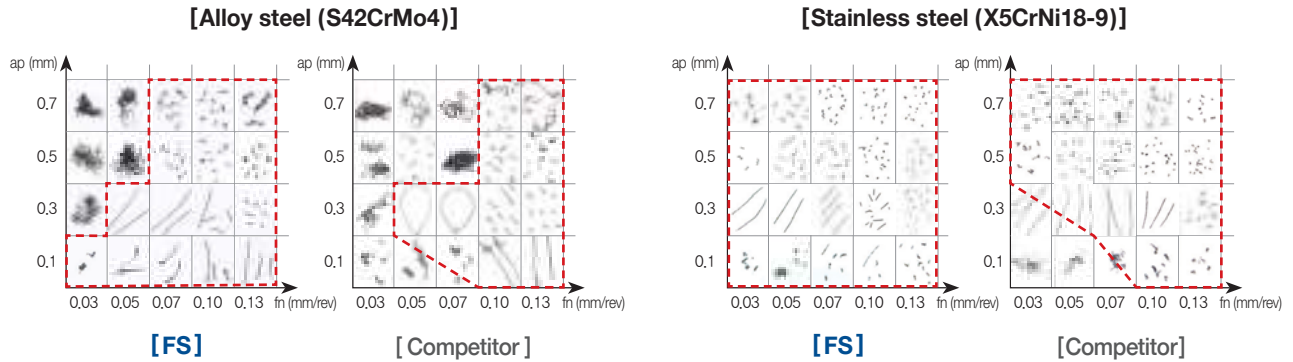 [Alloy steel (S42CrMo4)]
[Stainless steel (X5CrNi18-9)]
ap (mm)
0.7
0.5
0.3
0.1
0.03 0.05 0.07 0.10 0.13 fn (mm/rev)
[FS]
ap (mm)
0.7
0.5
0.3
0.1
0.03 0.05 0.07 0.10 0.13 fn (mm/rev)
[Competitor]
ap (mm)
0.7
0.5
0.3
0.1
0.03 0.05 0.07 0.10 0.13 fn (mm/rev)
[FS]
ap (mm)
0.7
0.5
0.3
0.1
0.03 0.05 0.07 0.10 0.13 fn (mm/rev)
[Competitor]